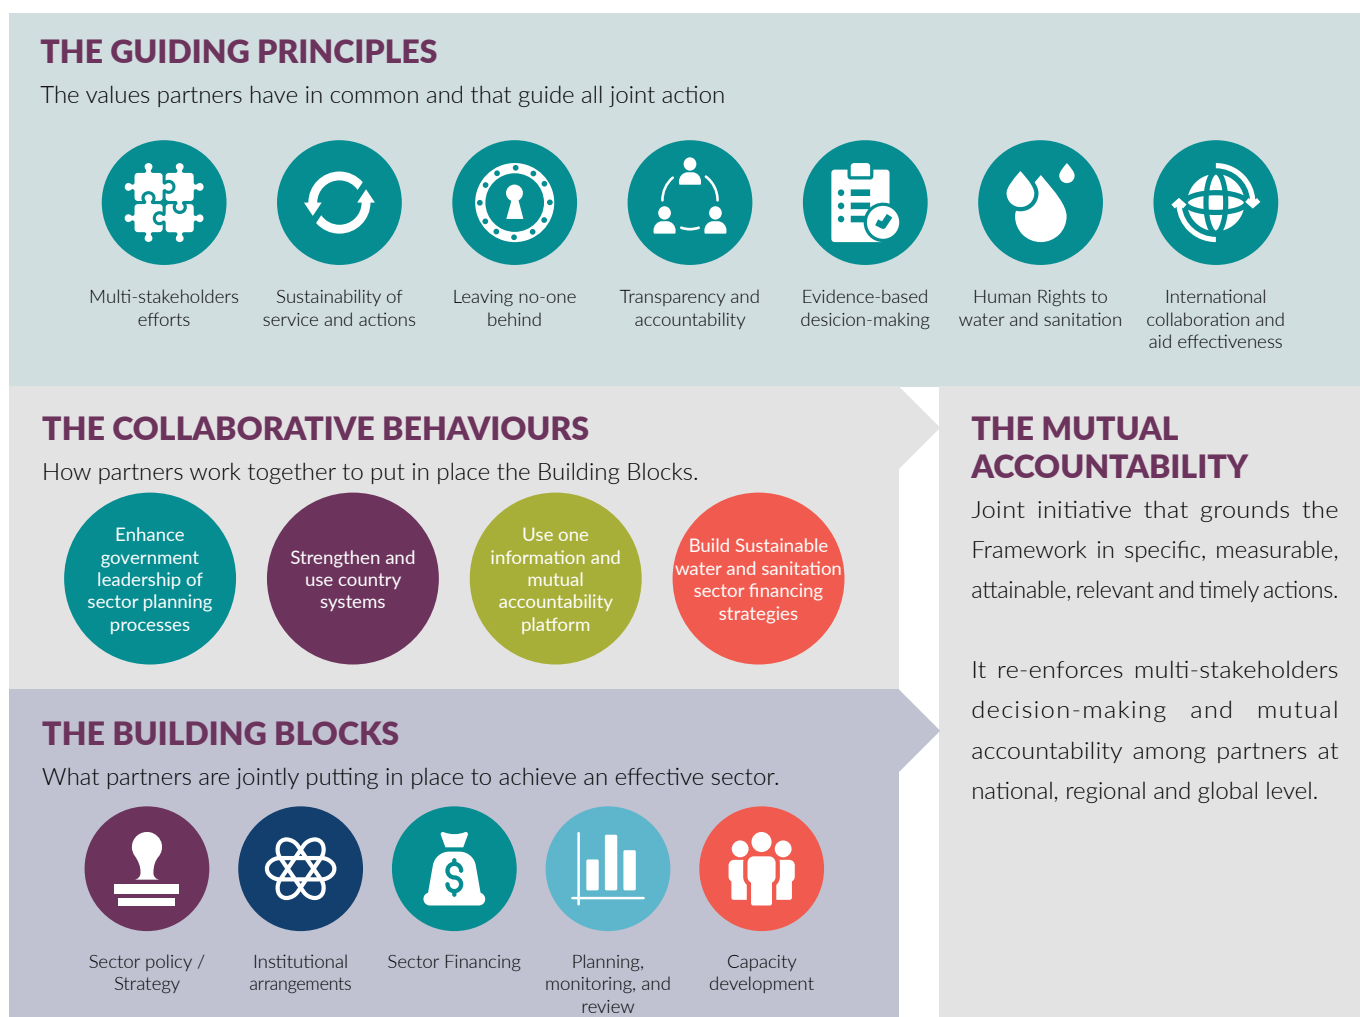 THE GUIDING PRINCIPLES
The values partners have in common and that guide all joint action
Multi-stakeholders
efforts
Sustainability of
service and actions
Leaving no-one
behind
Transparency and
accountability
Evidence-based
desicion-making
Human Rights to
water and sanitation
International
collaboration and
aid effectiveness
THE COLLABORATIVE BEHAVIOURS
How partners work together to put in place the Building Blocks.
Enhance
government
leadership of
sector planning
processes
Strengthen and
use country
systems
Use one
information and
mutual
accountability
platform
Build Sustainable
water and sanitation
sector financing
strategies
THE BUILDING BLOCKS
What partners are jointly putting in place to achieve an effective sector.
$
Sector policy /
Strategy
Institutional
arrangements
Sector Financing
Planning,
monitoring, and
review
Capacity
development
THE MUTUAL
ACCOUNTABILITY
Joint initiative that grounds the
Framework in specific, measurable,
attainable, relevant and timely actions.
It re-enforces multi-stakeholders
decision-making and mutual
accountability among partners at
national, regional and global level.